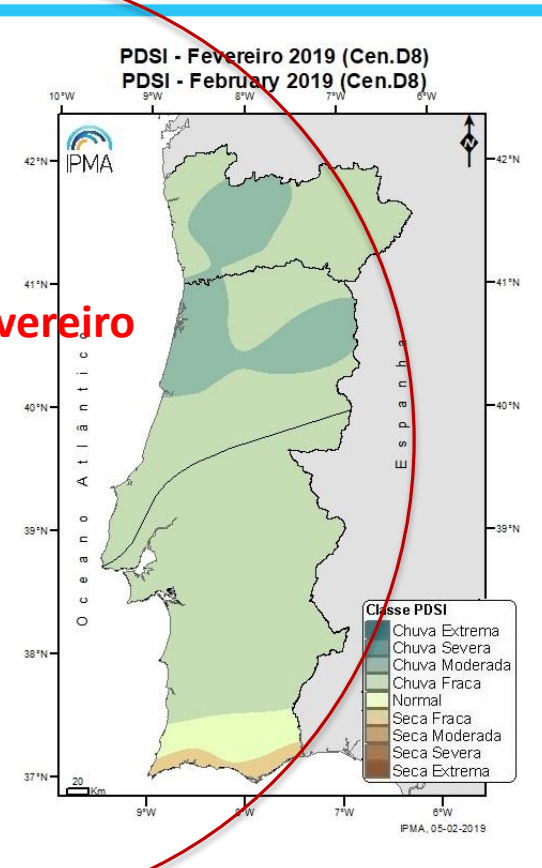 PDSI - Fevereiro 2019 (Cen.D8)
PDSI - February 2019 (Cen.D8)
10°W 9°W 8°W 7°W 6°W
IPMA
N
42°N 42°N
41°N 41°N
vereiro
40°N 40°N
Oceano Atlântico
Espanha
39°N 39°N
38°N
37°N
Classe PDSI
Chuva Extrema
Chuva Severa
Chuva Moderada
Chuva Fraca
Normal
Seca Fraca
Seca Moderada
Seca Severa
Seca Extrema
20
Km
9°W 8°W 7°W 6°W
IPMA, 05-02-2019